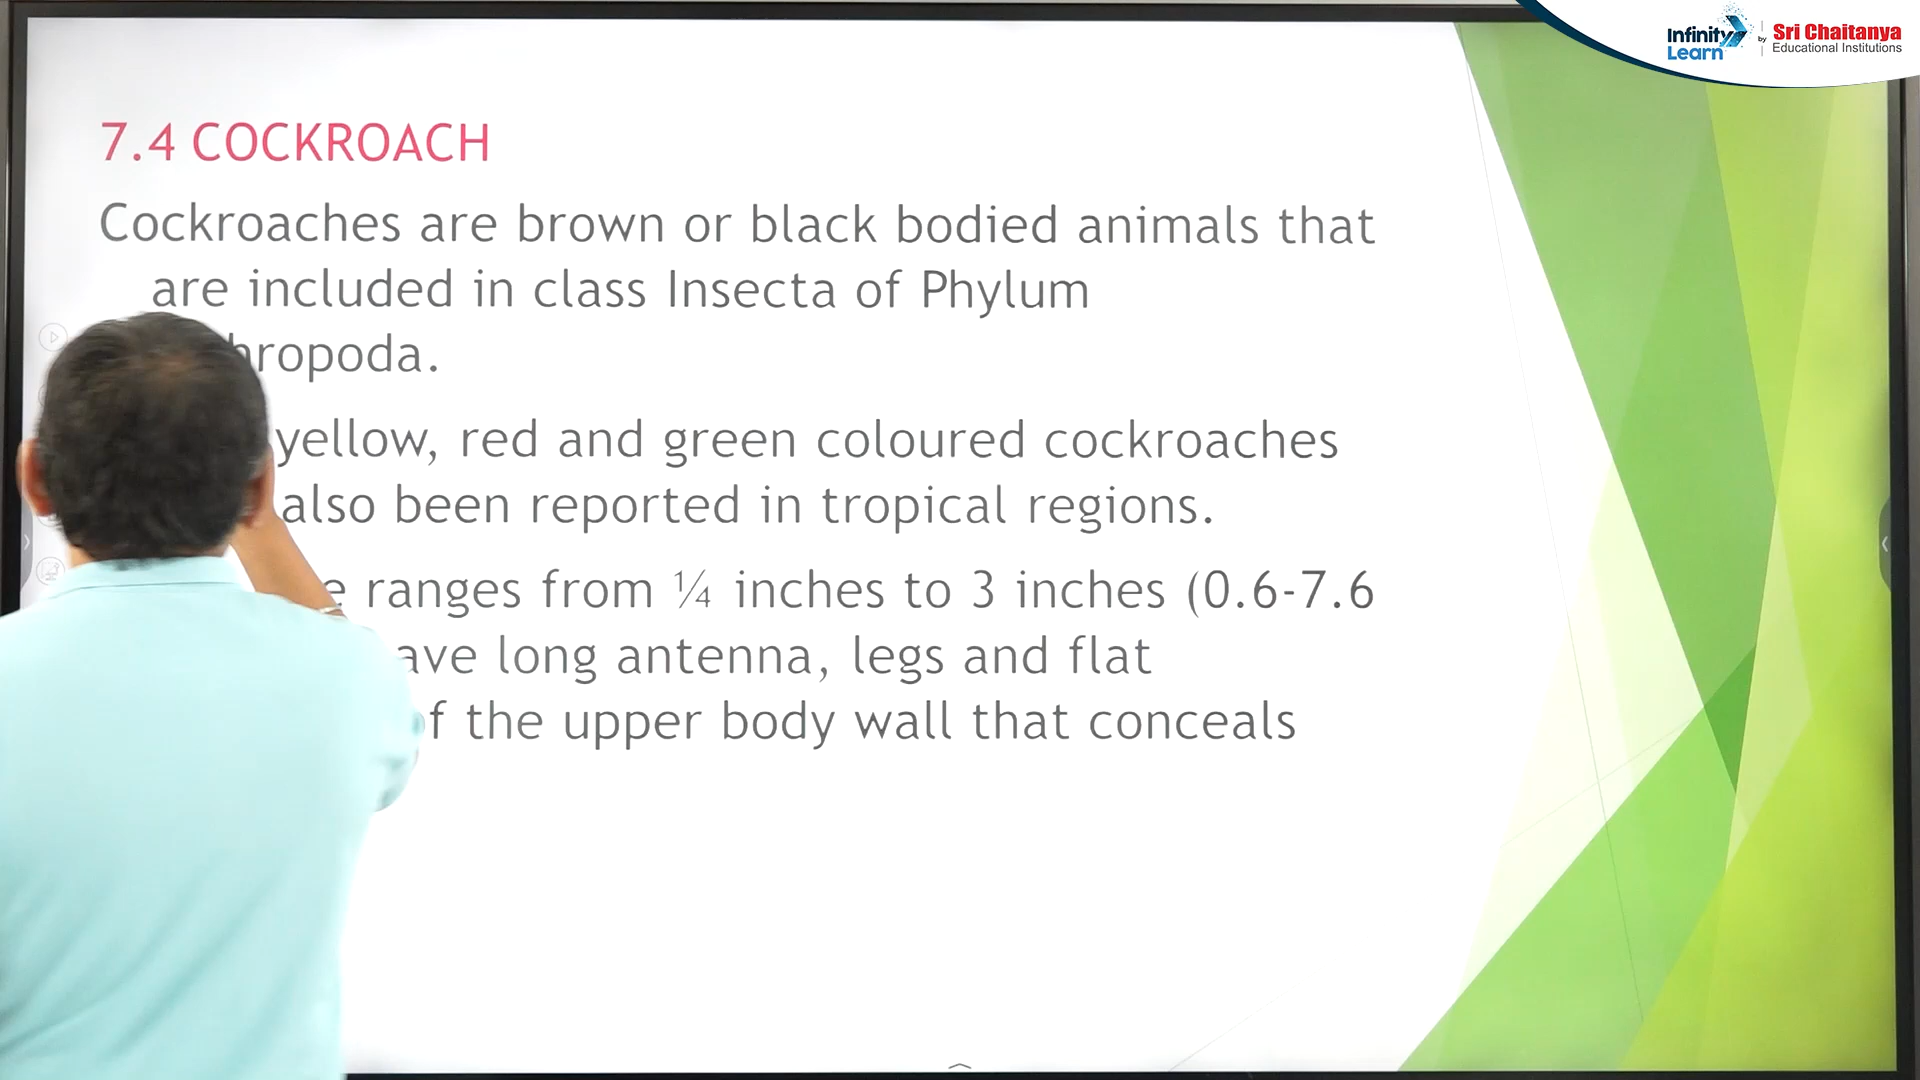 Infinity Learn
by
Sri Chaitanya
Educational Institutions
7.4 COCKROACH
Cockroaches are brown or black bodied animals that
are included in class Insecta of Phylum
hropoda.
yellow, red and green coloured cockroaches
also been reported in tropical regions.
e ranges from ¼ inches to 3 inches (0.6-7.6
ave long antenna, legs and flat
of the upper body wall that conceals